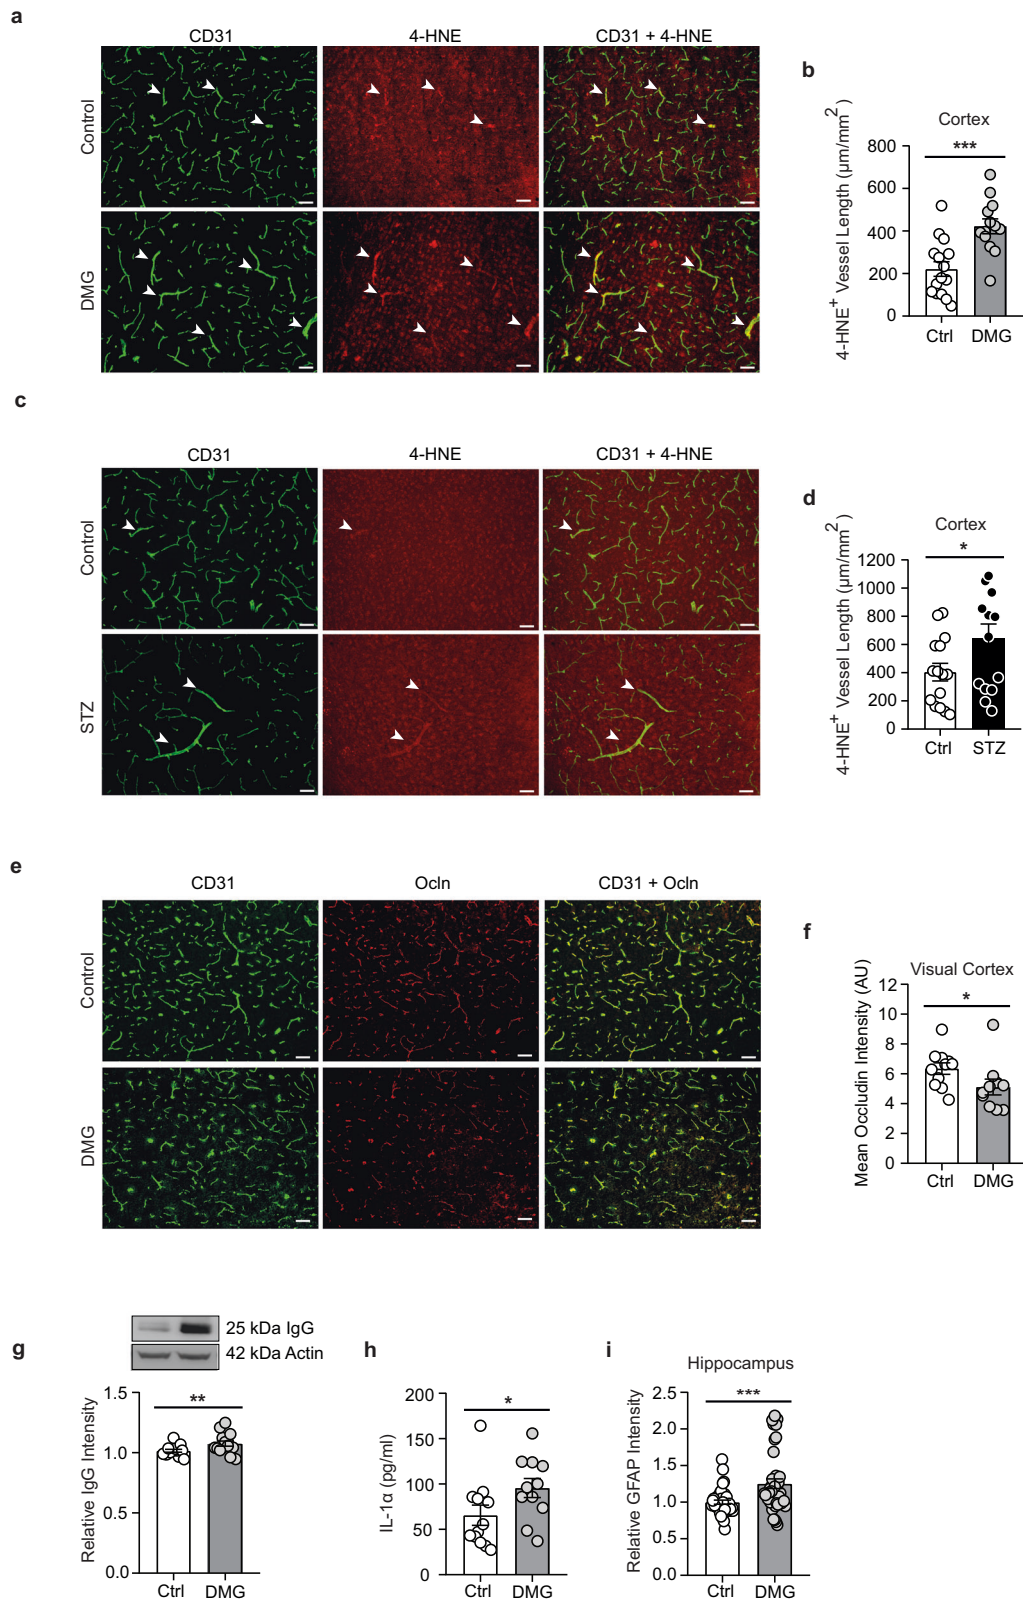 a
CD31
4-HNE
CD31 + 4-HNE
Control
DMG
b
Cortex
***
4-HNE⁺ Vessel Length (µm/mm²)
800
600
400
200
0
Ctrl
DMG
c
CD31
4-HNE
CD31 + 4-HNE
Control
STZ
d
Cortex
*
4-HNE⁺ Vessel Length (µm/mm²)
1200
1000
800
600
400
200
0
Ctrl
STZ
e
CD31
Ocln
CD31 + Ocln
Control
DMG
f
Visual Cortex
*
Mean Occludin Intensity (AU)
12
10
8
6
4
2
0
Ctrl
DMG
g
25 kDa IgG
42 kDa Actin
**
Relative IgG Intensity
1.5
1.0
0.5
0.0
Ctrl
DMG
h
*
IL-1α (pg/ml)
200
150
100
50
0
Ctrl
DMG
i
Hippocampus
***
Relative GFAP Intensity
2.5
2.0
1.5
1.0
0.5
0.0
Ctrl
DMG